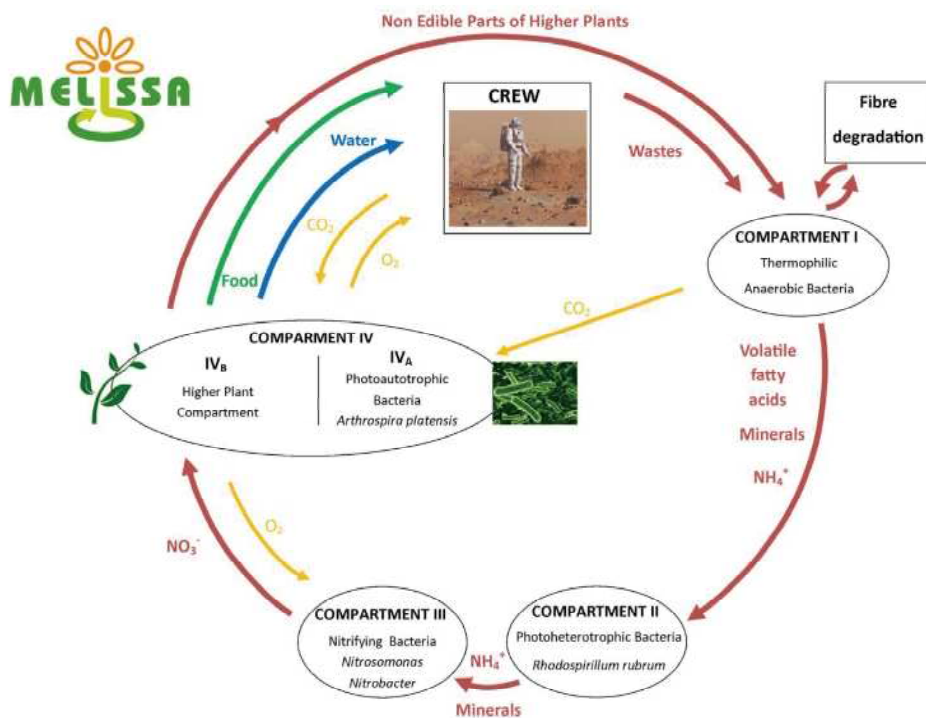 Non Edible Parts of Higher Plants
MELISSA
CREW
Fibre
degradation
Water
Wastes
CO₂
O₂
Food
COMPARTMENT I
Thermophilic
Anaerobic Bacteria
CO₂
COMPARMENT IV
IV_B
Higher Plant
Compartment
IV_A
Photoautotrophic
Bacteria
Arthrospira platensis
Volatile
fatty
acids
Minerals
NH₄⁺
O₂
NO₃⁻
COMPARTMENT III
Nitrifying Bacteria
Nitrosomonas
Nitrobacter
NH₄⁺
Minerals
COMPARTMENT II
Photoheterotrophic Bacteria
Rhodospirillum rubrum